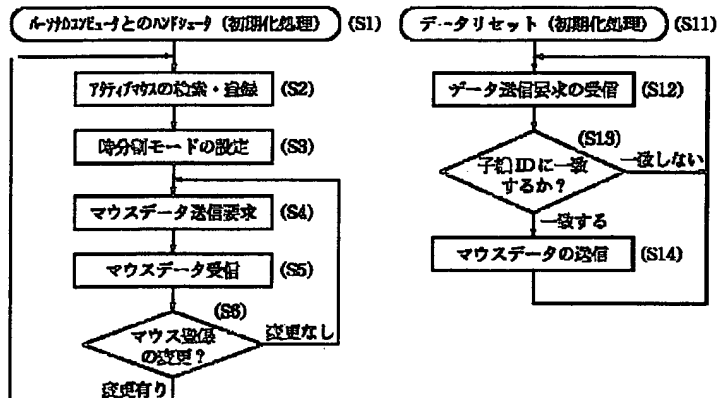 パーソナルコンピュータとのハンドシェータ (初期化処理) (S1)
アクティブマウスの検索・登録 (S2)
時分割モードの設定 (S3)
マウスデータ送信要求 (S4)
マウスデータ受信 (S5)
(S6)
マウス登録
の変更?
変更なし
変更有り
データリセット (初期化処理) (S11)
データ送信要求の受信 (S12)
(S13)
子機IDに一致
するか?
一致しない
一致する
マウスデータの送信 (S14)